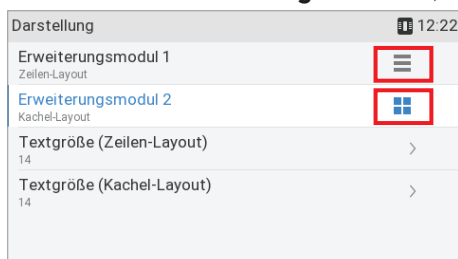 Darstellung 12:22
Erweiterungsmodul 1
Zeilen-Layout
Erweiterungsmodul 2
Kachel-Layout
Textgröße (Zeilen-Layout)
14
Textgröße (Kachel-Layout)
14